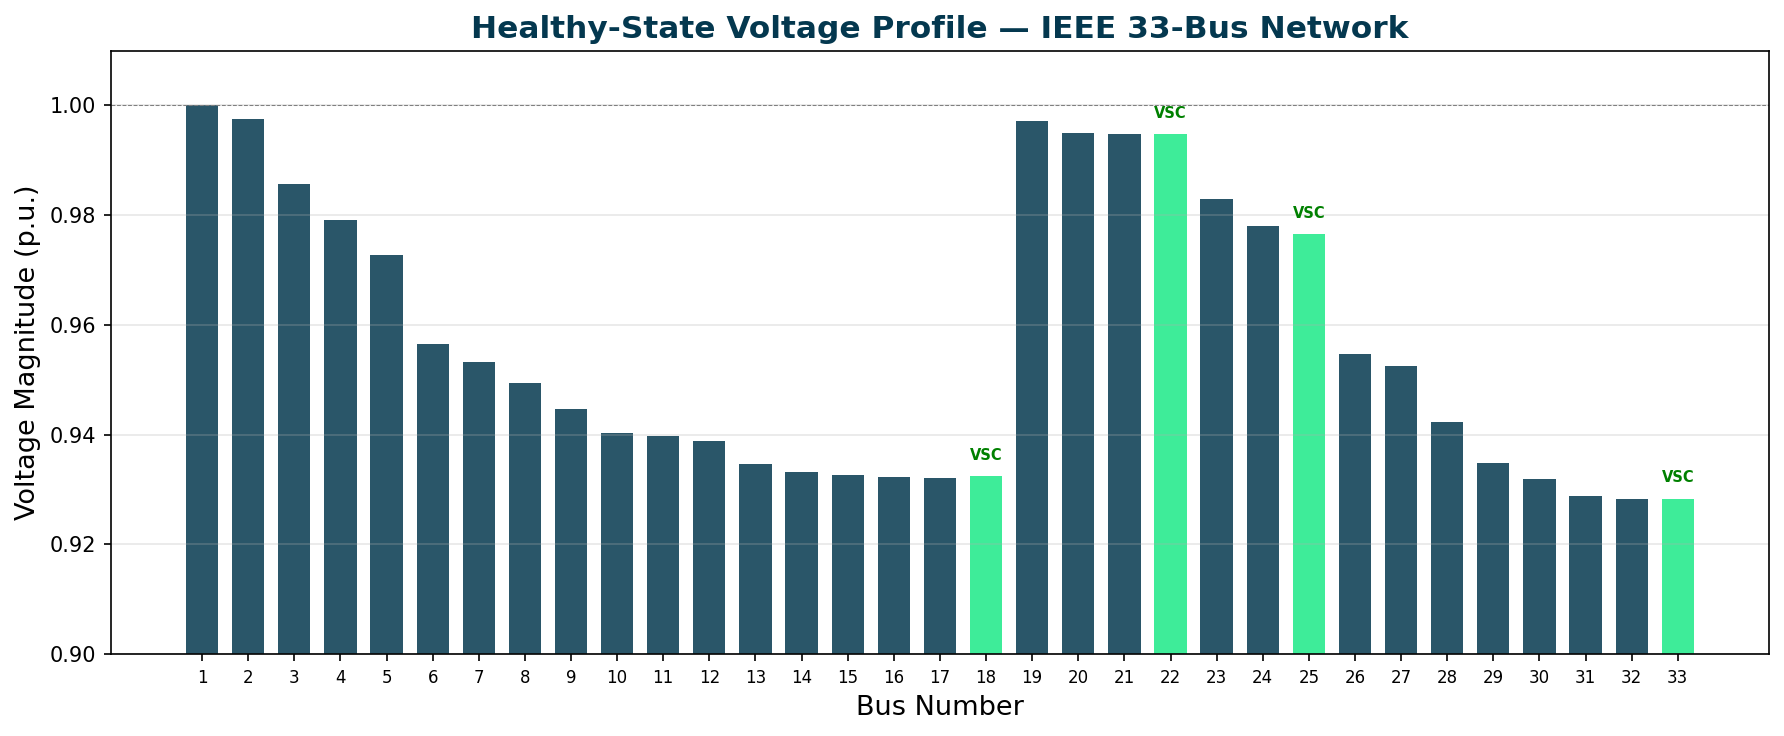 Healthy-State Voltage Profile — IEEE 33-Bus Network
Voltage Magnitude (p.u.)
1.00
0.98
0.96
0.94
0.92
0.90
VSC
VSC
VSC
VSC
1 2 3 4 5 6 7 8 9 10 11 12 13 14 15 16 17 18 19 20 21 22 23 24 25 26 27 28 29 30 31 32 33
Bus Number